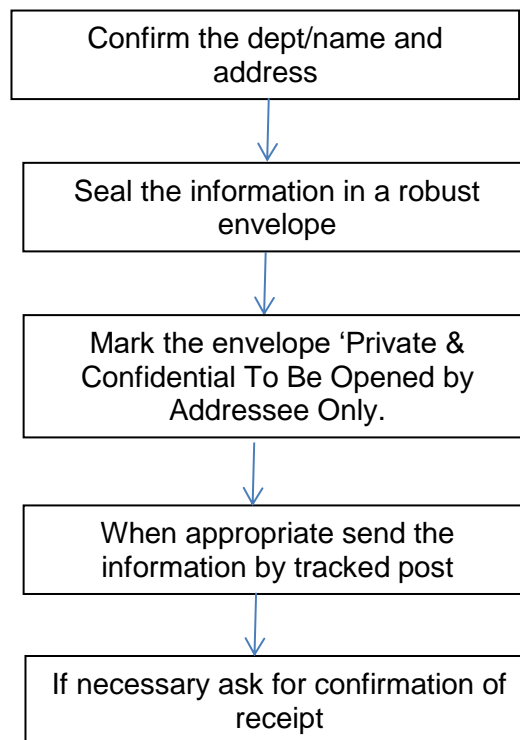 Confirm the dept/name and
address
Seal the information in a robust
envelope
Mark the envelope ‘Private &
Confidential To Be Opened by
Addressee Only.
When appropriate send the
information by tracked post
If necessary ask for confirmation of
receipt